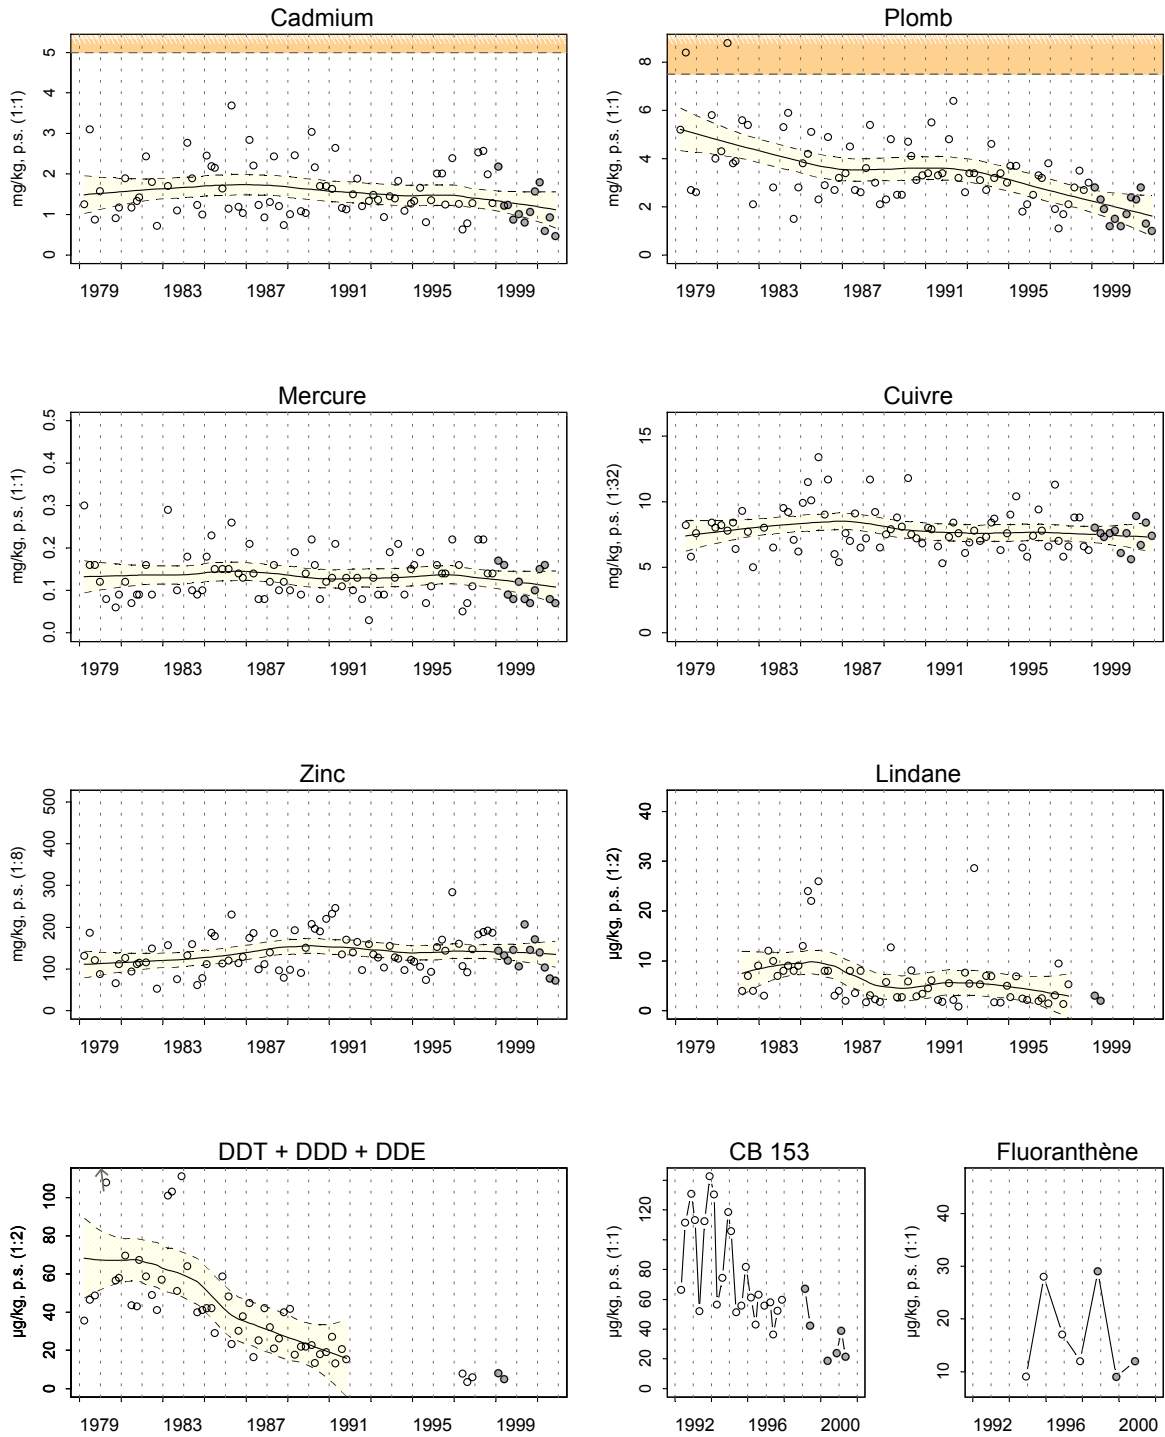 Cadmium
mg/kg, p.s. (1:1)
0 1 2 3 4 5
1979 1983 1987 1991 1995 1999
Plomb
mg/kg, p.s. (1:1)
0 2 4 6 8
1979 1983 1987 1991 1995 1999
Mercure
mg/kg, p.s. (1:1)
0.0 0.1 0.2 0.3 0.4 0.5
1979 1983 1987 1991 1995 1999
Cuivre
mg/kg, p.s. (1:32)
0 5 10 15
1979 1983 1987 1991 1995 1999
Zinc
mg/kg, p.s. (1:8)
0 100 200 300 400 500
1979 1983 1987 1991 1995 1999
Lindane
µg/kg, p.s. (1:2)
0 10 20 30 40
1979 1983 1987 1991 1995 1999
DDT + DDD + DDE
µg/kg, p.s. (1:2)
0 20 40 60 80 100
1979 1983 1987 1991 1995 1999
CB 153
µg/kg, p.s. (1:1)
0 20 40 60 80 120
1992 1996 2000
Fluoranthène
µg/kg, p.s. (1:1)
10 20 30 40
1992 1996 2000